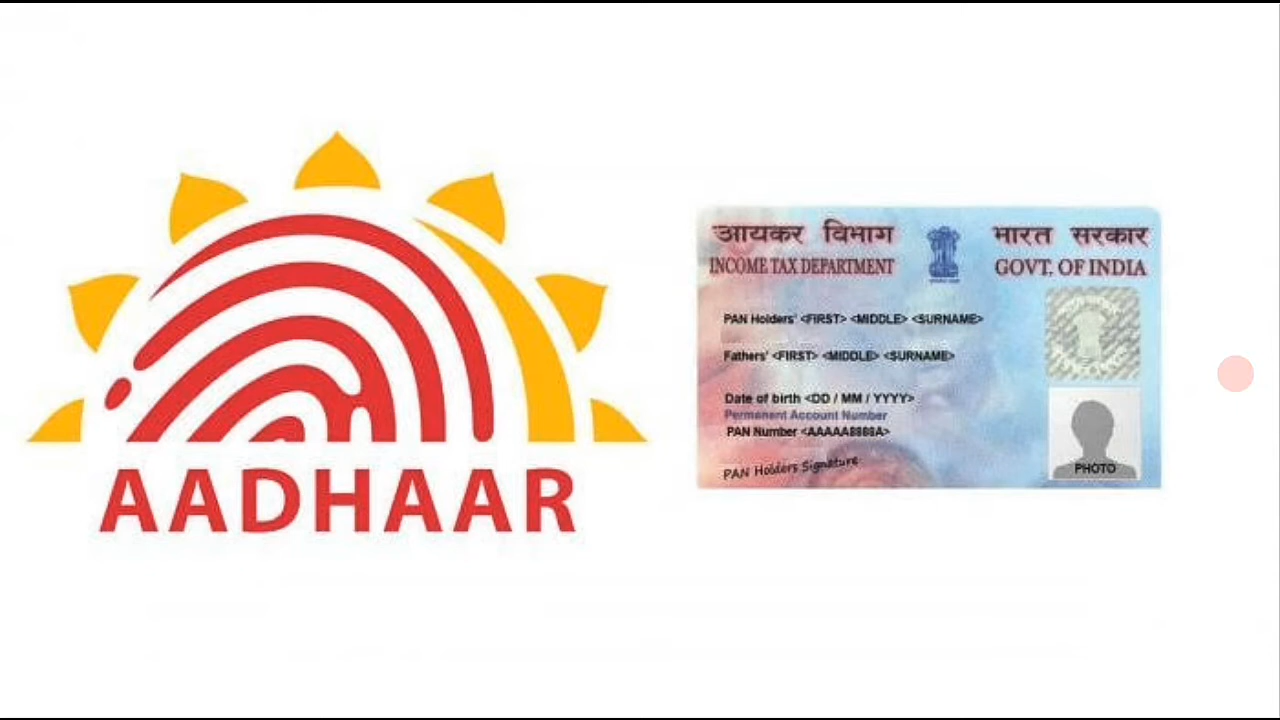 AADHAAR
आयकर विभाग
INCOME TAX DEPARTMENT
भारत सरकार
GOVT. OF INDIA
PAN Holders' <FIRST> <MIDDLE> <SURNAME>
Fathers' <FIRST> <MIDDLE> <SURNAME>
Date of birth <DD / MM / YYYY>
Permanent Account Number
PAN Number <AAAAA8888A>
PAN Holders Signature
PHOTO